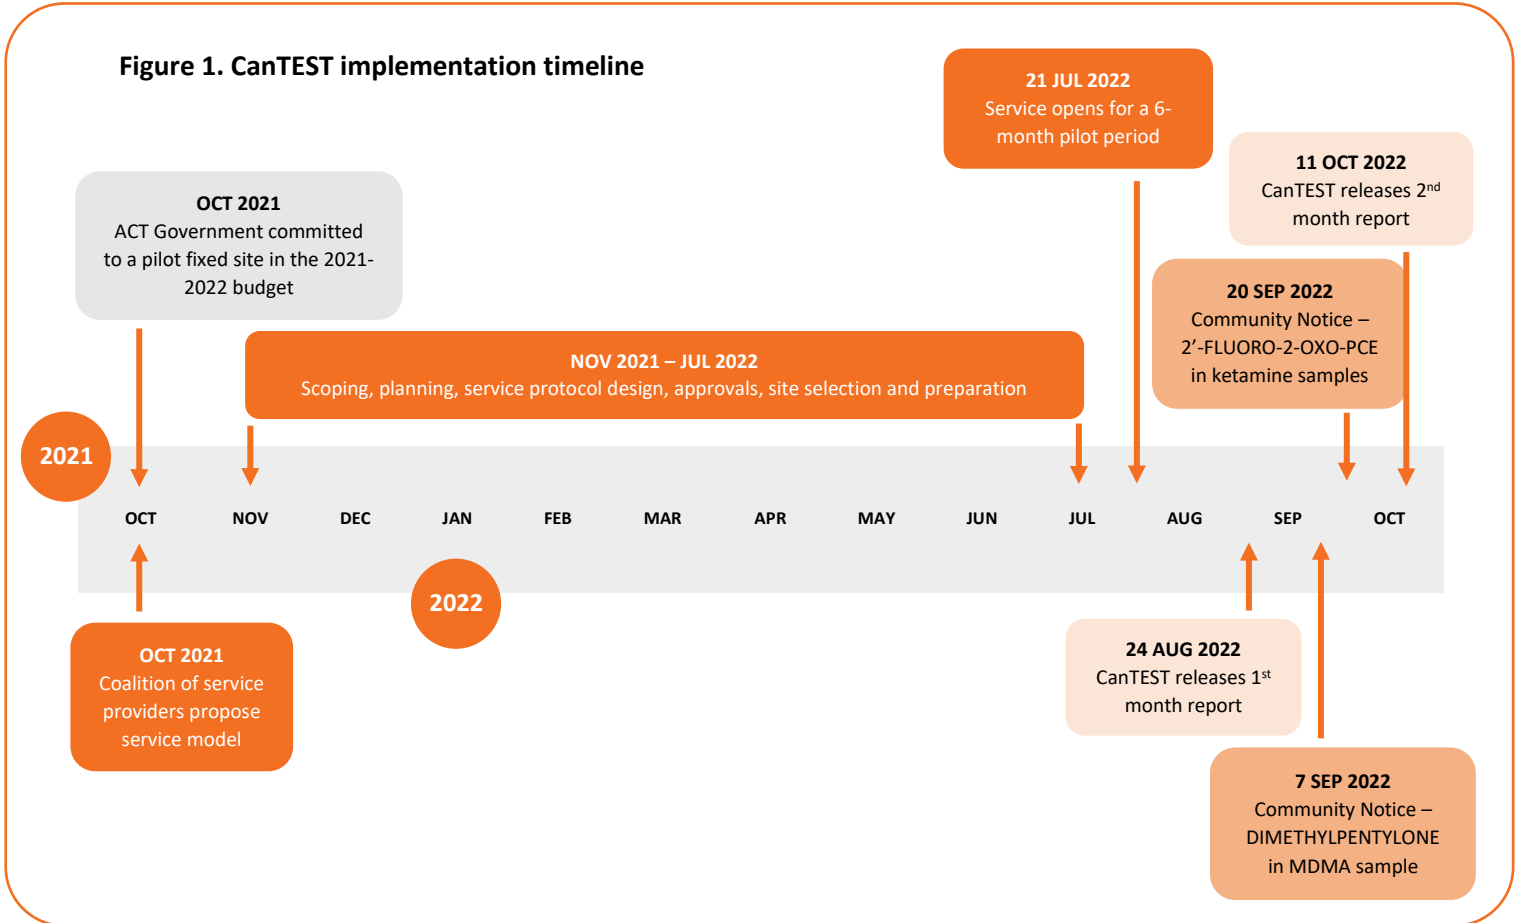 Figure 1. CanTEST implementation timeline
21 JUL 2022
Service opens for a 6-
month pilot period
11 OCT 2022
CanTEST releases 2nd
month report
OCT 2021
ACT Government committed
to a pilot fixed site in the 2021-
2022 budget
20 SEP 2022
Community Notice –
2’-FLUORO-2-OXO-PCE
in ketamine samples
NOV 2021 – JUL 2022
Scoping, planning, service protocol design, approvals, site selection and preparation
2021
OCT NOV DEC JAN FEB MAR APR MAY JUN JUL AUG SEP OCT
2022
OCT 2021
Coalition of service
providers propose
service model
24 AUG 2022
CanTEST releases 1st
month report
7 SEP 2022
Community Notice –
DIMETHYLPENTYLONE
in MDMA sample